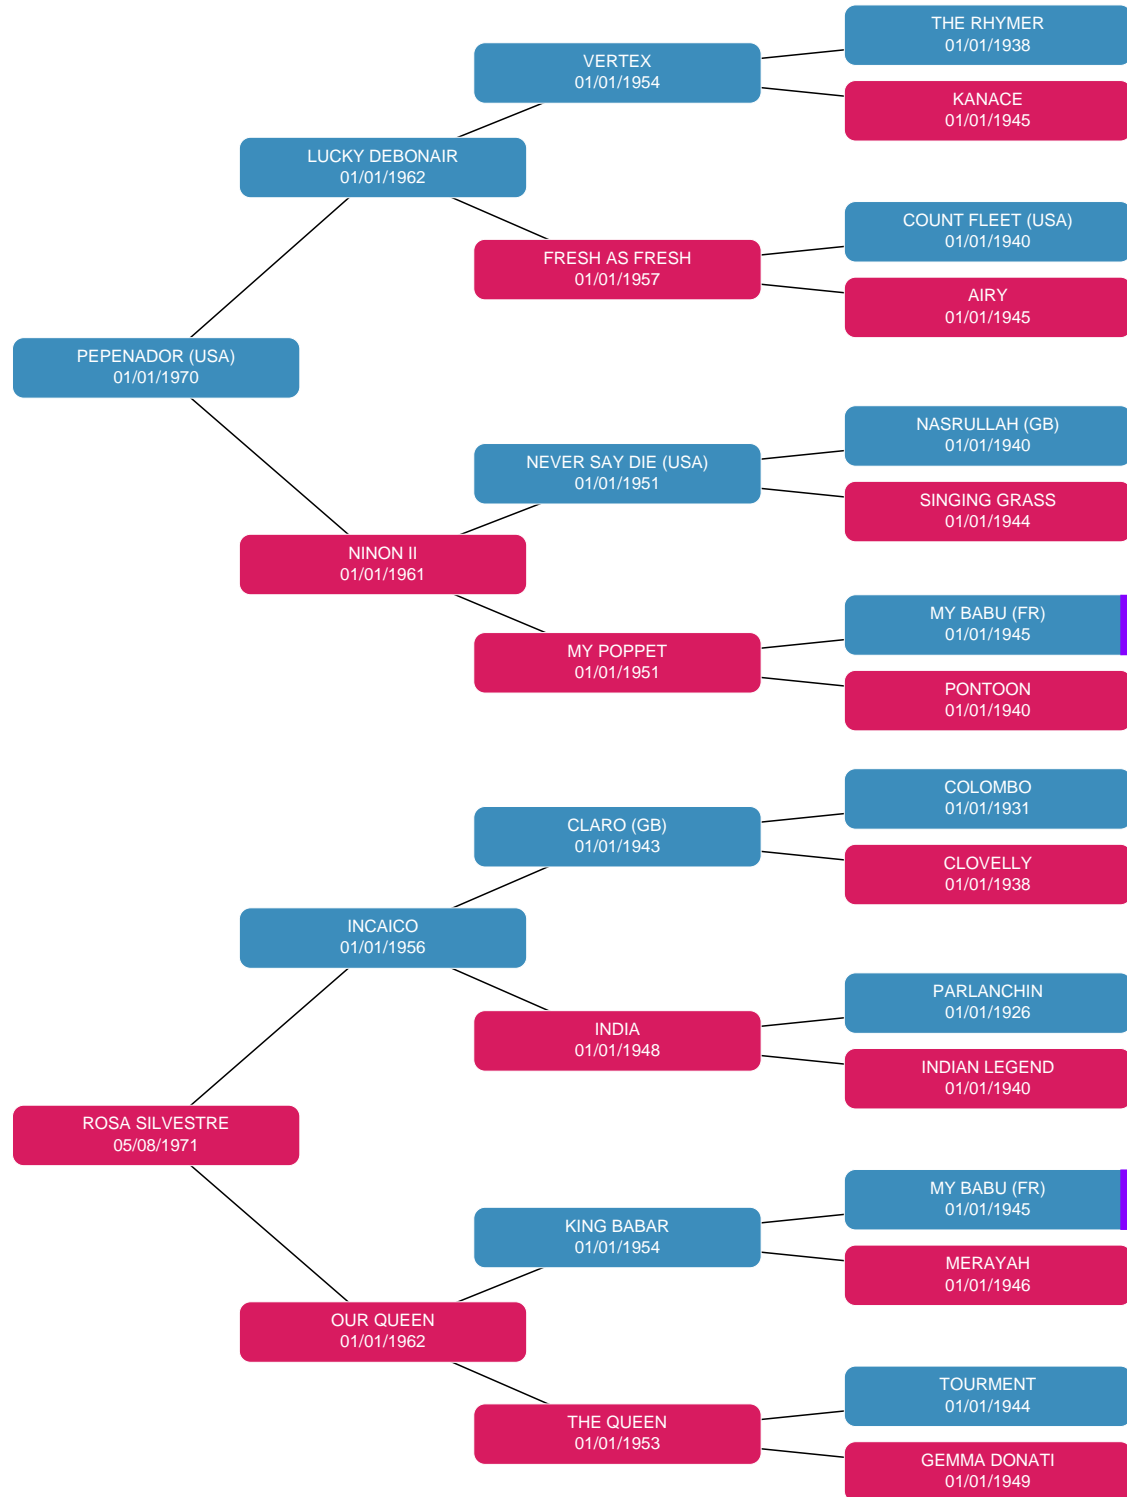 THE RHYMER
01/01/1938
VERTEX
01/01/1954
KANACE
01/01/1945
LUCKY DEBONAIR
01/01/1962
COUNT FLEET (USA)
01/01/1940
FRESH AS FRESH
01/01/1957
AIRY
01/01/1945
PEPENADOR (USA)
01/01/1970
NASRULLAH (GB)
01/01/1940
NEVER SAY DIE (USA)
01/01/1951
SINGING GRASS
01/01/1944
NINON II
01/01/1961
MY BABU (FR)
01/01/1945
MY POPPET
01/01/1951
PONTOON
01/01/1940
COLOMBO
01/01/1931
CLARO (GB)
01/01/1943
CLOVELLY
01/01/1938
INCAICO
01/01/1956
PARLANCHIN
01/01/1926
INDIA
01/01/1948
INDIAN LEGEND
01/01/1940
ROSA SILVESTRE
05/08/1971
MY BABU (FR)
01/01/1945
KING BABAR
01/01/1954
MERAYAH
01/01/1946
OUR QUEEN
01/01/1962
TOURMENT
01/01/1944
THE QUEEN
01/01/1953
GEMMA DONATI
01/01/1949